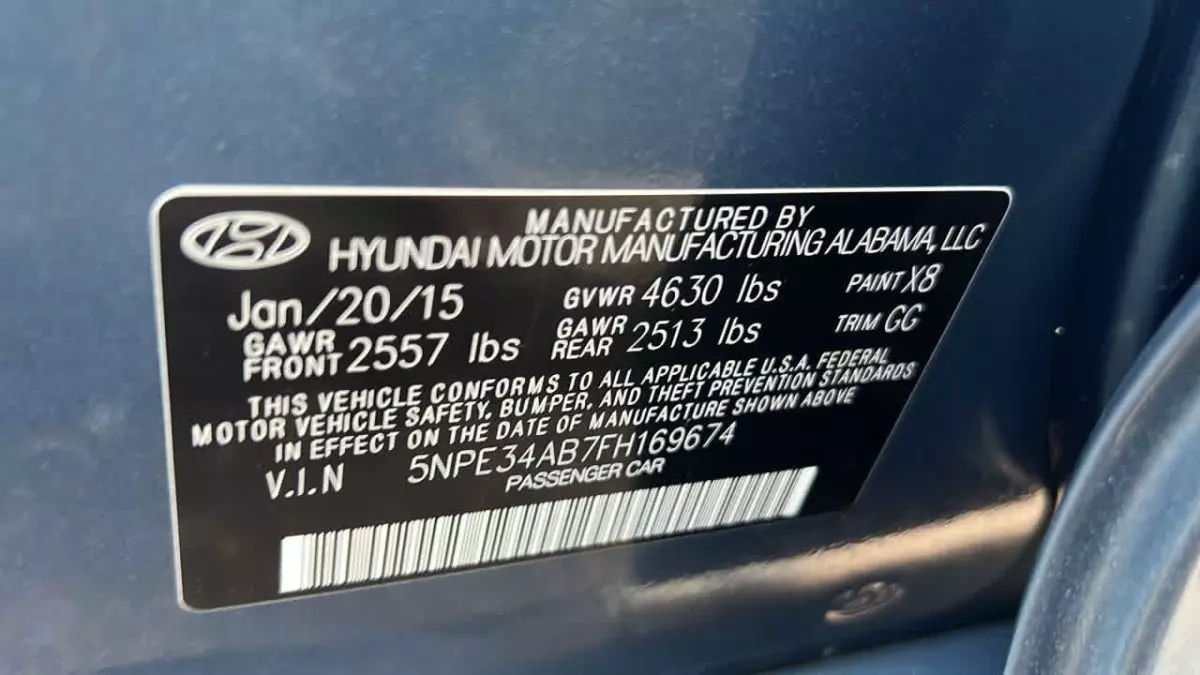 MANUFACTURED BY
HYUNDAI MOTOR MANUFACTURING ALABAMA, LLC
Jan/20/15 GVWR 4630 lbs PAINT X8
GAWR FRONT 2557 lbs GAWR REAR 2513 lbs TRIM GG
THIS VEHICLE CONFORMS TO ALL APPLICABLE U.S.A. FEDERAL
MOTOR VEHICLE SAFETY, BUMPER, AND THEFT PREVENTION STANDARDS
IN EFFECT ON THE DATE OF MANUFACTURE SHOWN ABOVE
V.I.N 5NPE34AB7FH169674
PASSENGER CAR